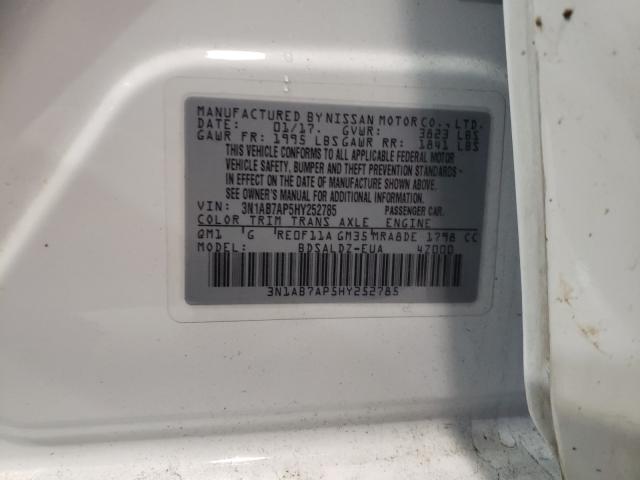 MANUFACTURED BY NISSAN MOTOR CO., LTD.
DATE: 01/17. GVWR: 3823 LBS
GAWR FR: 1995 LBS GAWR RR: 1841 LBS
THIS VEHICLE CONFORMS TO ALL APPLICABLE FEDERAL MOTOR
VEHICLE SAFETY, BUMPER AND THEFT PREVENTION STANDARDS
IN EFFECT ON THE DATE OF MANUFACTURE SHOWN ABOVE.
SEE OWNER'S MANUAL FOR ADDITIONAL INFORMATION.
VIN: 3N1AB7AP5HY252785 PASSENGER CAR.
COLOR TRIM TRANS AXLE ENGINE
QM1 G RE0F11A GM35 MRA8DE 1798 CC
BDSALDZ-EUA 47000
3N1AB7AP5HY252785